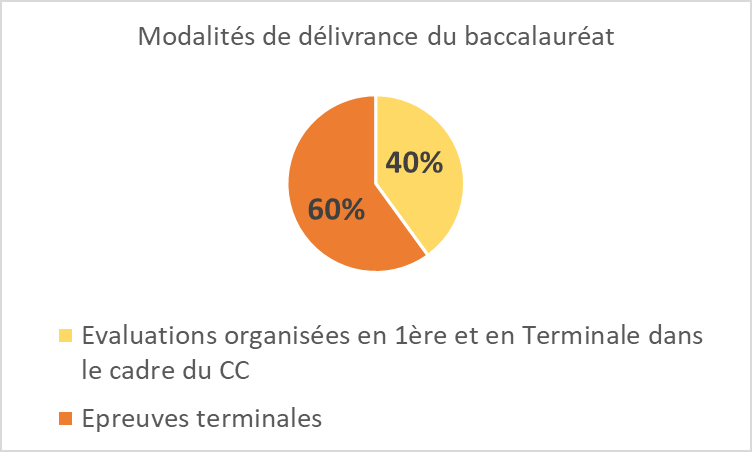 Modalités de délivrance du baccalauréat
40%
60%
Evaluations organisées en 1ère et en Terminale dans
le cadre du CC
Epreuves terminales